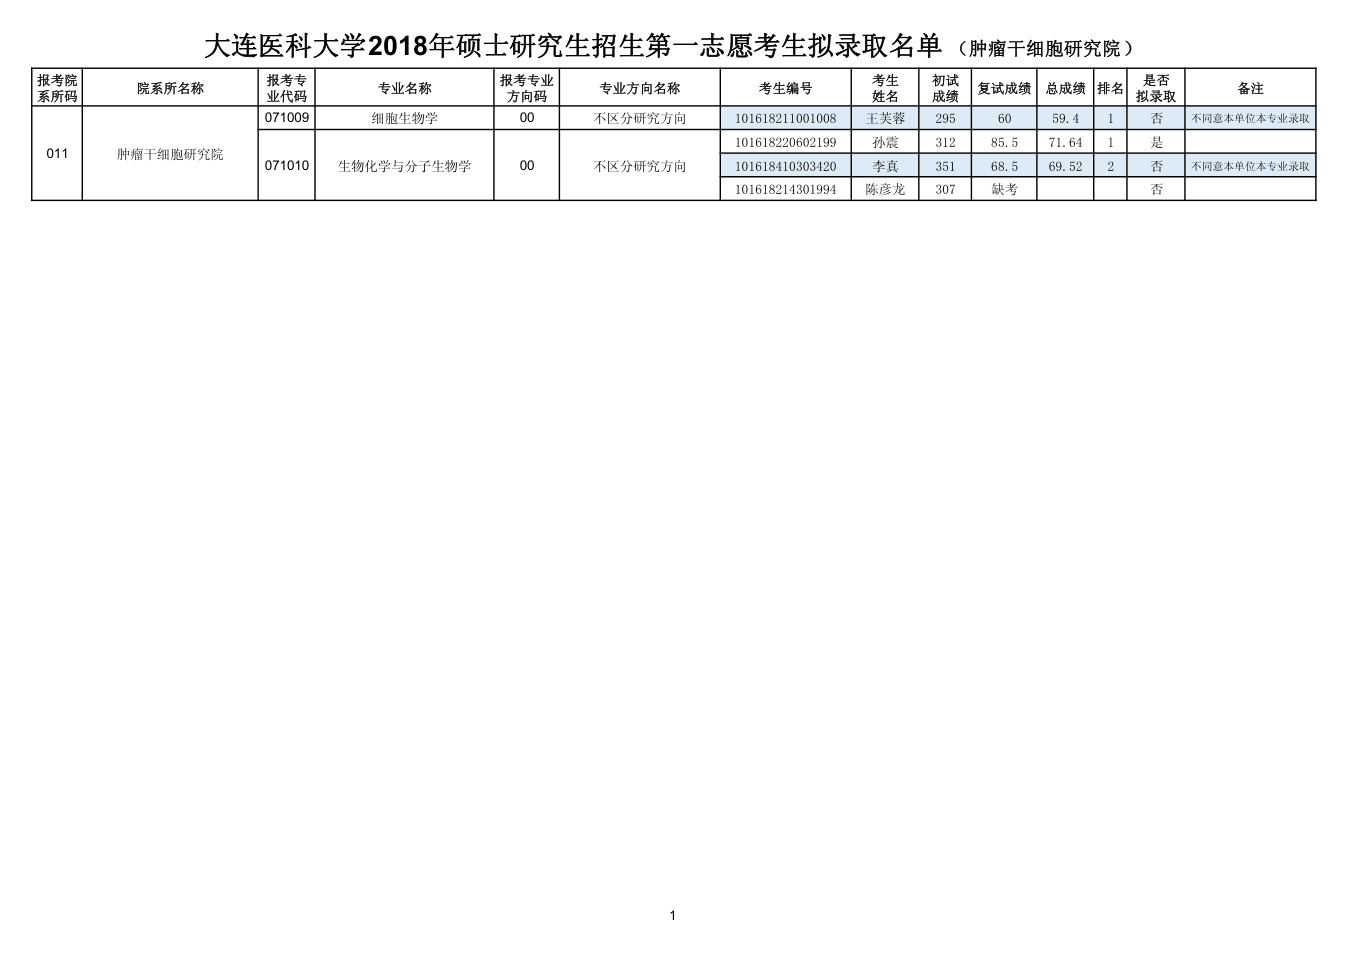 大连医科大学2018年硕士研究生招生第一志愿考生拟录取名单（肿瘤干细胞研究院）
报考院系所码 院系所名称 报考专业代码 专业名称 报考专业方向码 专业方向名称 考生编号 考生姓名 初试成绩 复试成绩 总成绩 排名 是否拟录取 备注
011 肿瘤干细胞研究院 071009 细胞生物学 00 不区分研究方向 101618211001008 王芙蓉 295 60 59.4 1 否 不同意本单位本专业录取
071010 生物化学与分子生物学 00 不区分研究方向 101618220602199 孙震 312 85.5 71.64 1 是
101618410303420 李真 351 68.5 69.52 2 否 不同意本单位本专业录取
101618214301994 陈彦龙 307 缺考 否
1